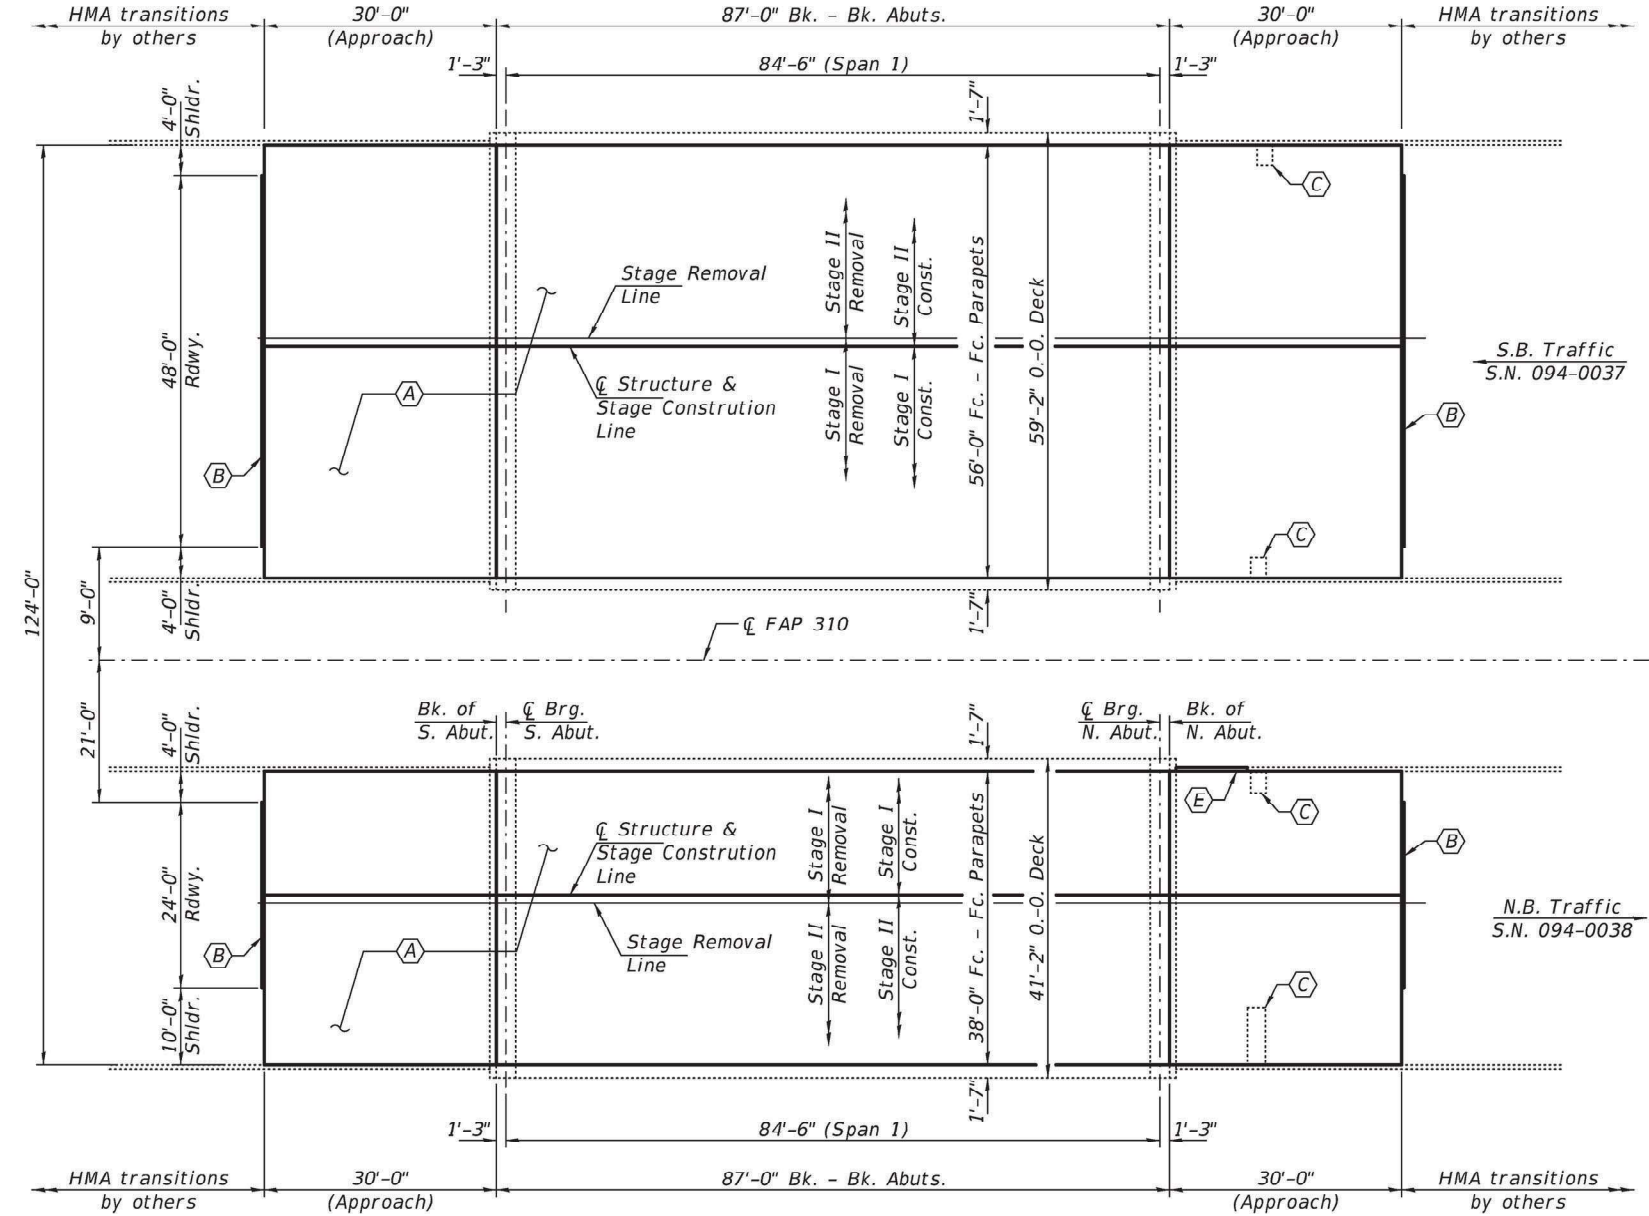 HMA transitions
by others
30'-0"
(Approach)
87'-0" Bk. - Bk. Abuts.
30'-0"
(Approach)
HMA transitions
by others
1'-3"
84'-6" (Span 1)
1'-3"
4'-0"
Shldr.
1'-7"
C
Stage II
Removal
Stage II
Const.
Stage Removal
Line
48'-0"
Rdwy.
56'-0" Fc. - Fc. Parapets
59'-2" O.-O. Deck
S.B. Traffic
S.N. 094-0037
A
℄ Structure &
Stage Constrution
Line
Stage I
Removal
Stage I
Const.
B
B
C
124'-0"
9'-0"
4'-0"
Shldr.
1'-7"
℄ FAP 310
21'-0"
4'-0"
Shldr.
Bk. of
S. Abut.
℄ Brg.
S. Abut.
1'-7"
℄ Brg.
N. Abut.
Bk. of
N. Abut.
E
C
Stage I
Removal
Stage I
Const.
℄ Structure &
Stage Constrution
Line
B
24'-0"
Rdwy.
38'-0" Fc. - Fc. Parapets
41'-2" O.-O. Deck
N.B. Traffic
S.N. 094-0038
B
A
Stage Removal
Line
Stage II
Removal
Stage II
Const.
C
10'-0"
Shldr.
1'-7"
1'-3"
84'-6" (Span 1)
1'-3"
HMA transitions
by others
30'-0"
(Approach)
87'-0" Bk. - Bk. Abuts.
30'-0"
(Approach)
HMA transitions
by others